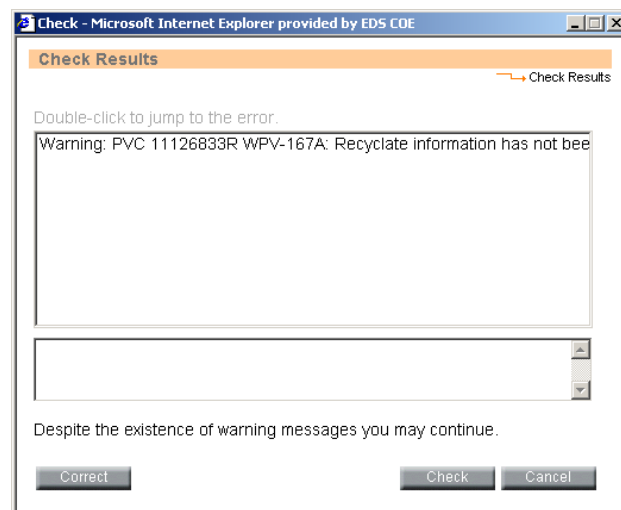 Check - Microsoft Internet Explorer provided by EDS COE
Check Results
Check Results
Double-click to jump to the error.
Warning: PVC 11126833R WPV-167A: Recyclate information has not bee
Despite the existence of warning messages you may continue.
Correct
Check
Cancel